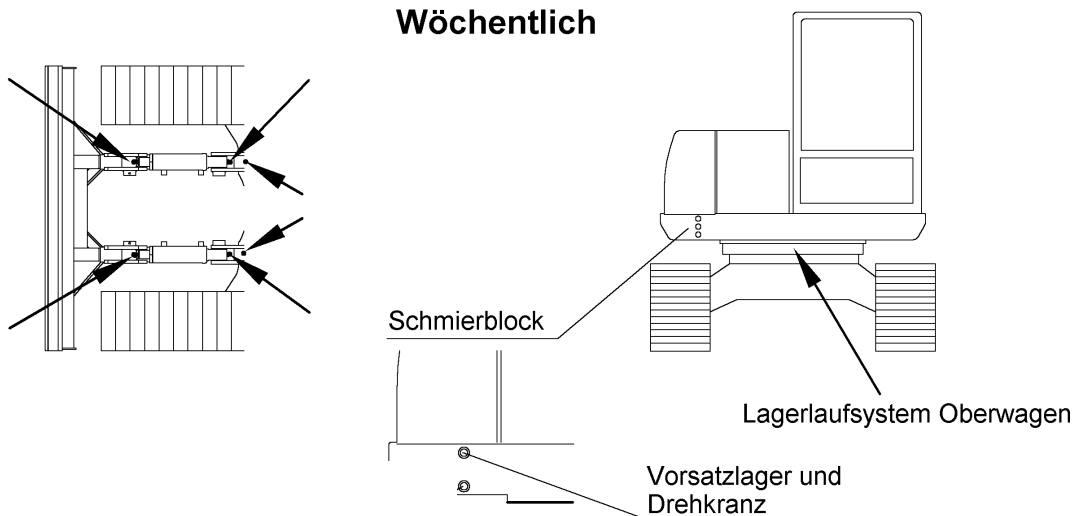 Wöchentlich
Schmierblock
Lagerlaufsystem Oberwagen
Vorsatzlager und
Drehkranz